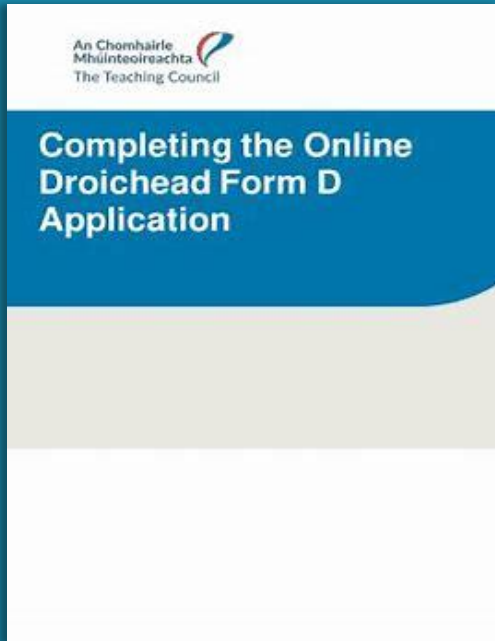 An Chomhairle
Mhúinteoireachta
The Teaching Council
Completing the Online
Droichead Form D
Application